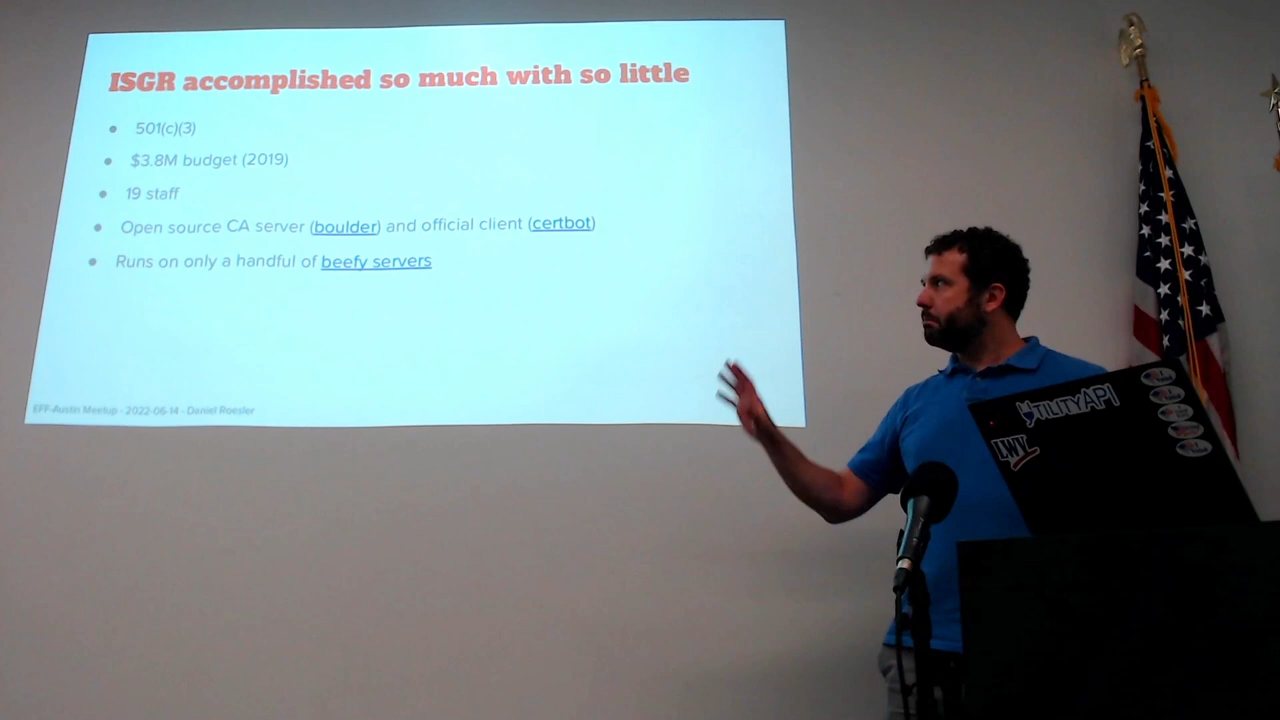 ISGR accomplished so much with so little
501(c)(3)
$3.8M budget (2019)
19 staff
Open source CA server (boulder) and official client (certbot)
Runs on only a handful of beefy servers
EFF-Austin Meetup - 2022-06-14 - Daniel Roesler
UTILITYAPI
LWV